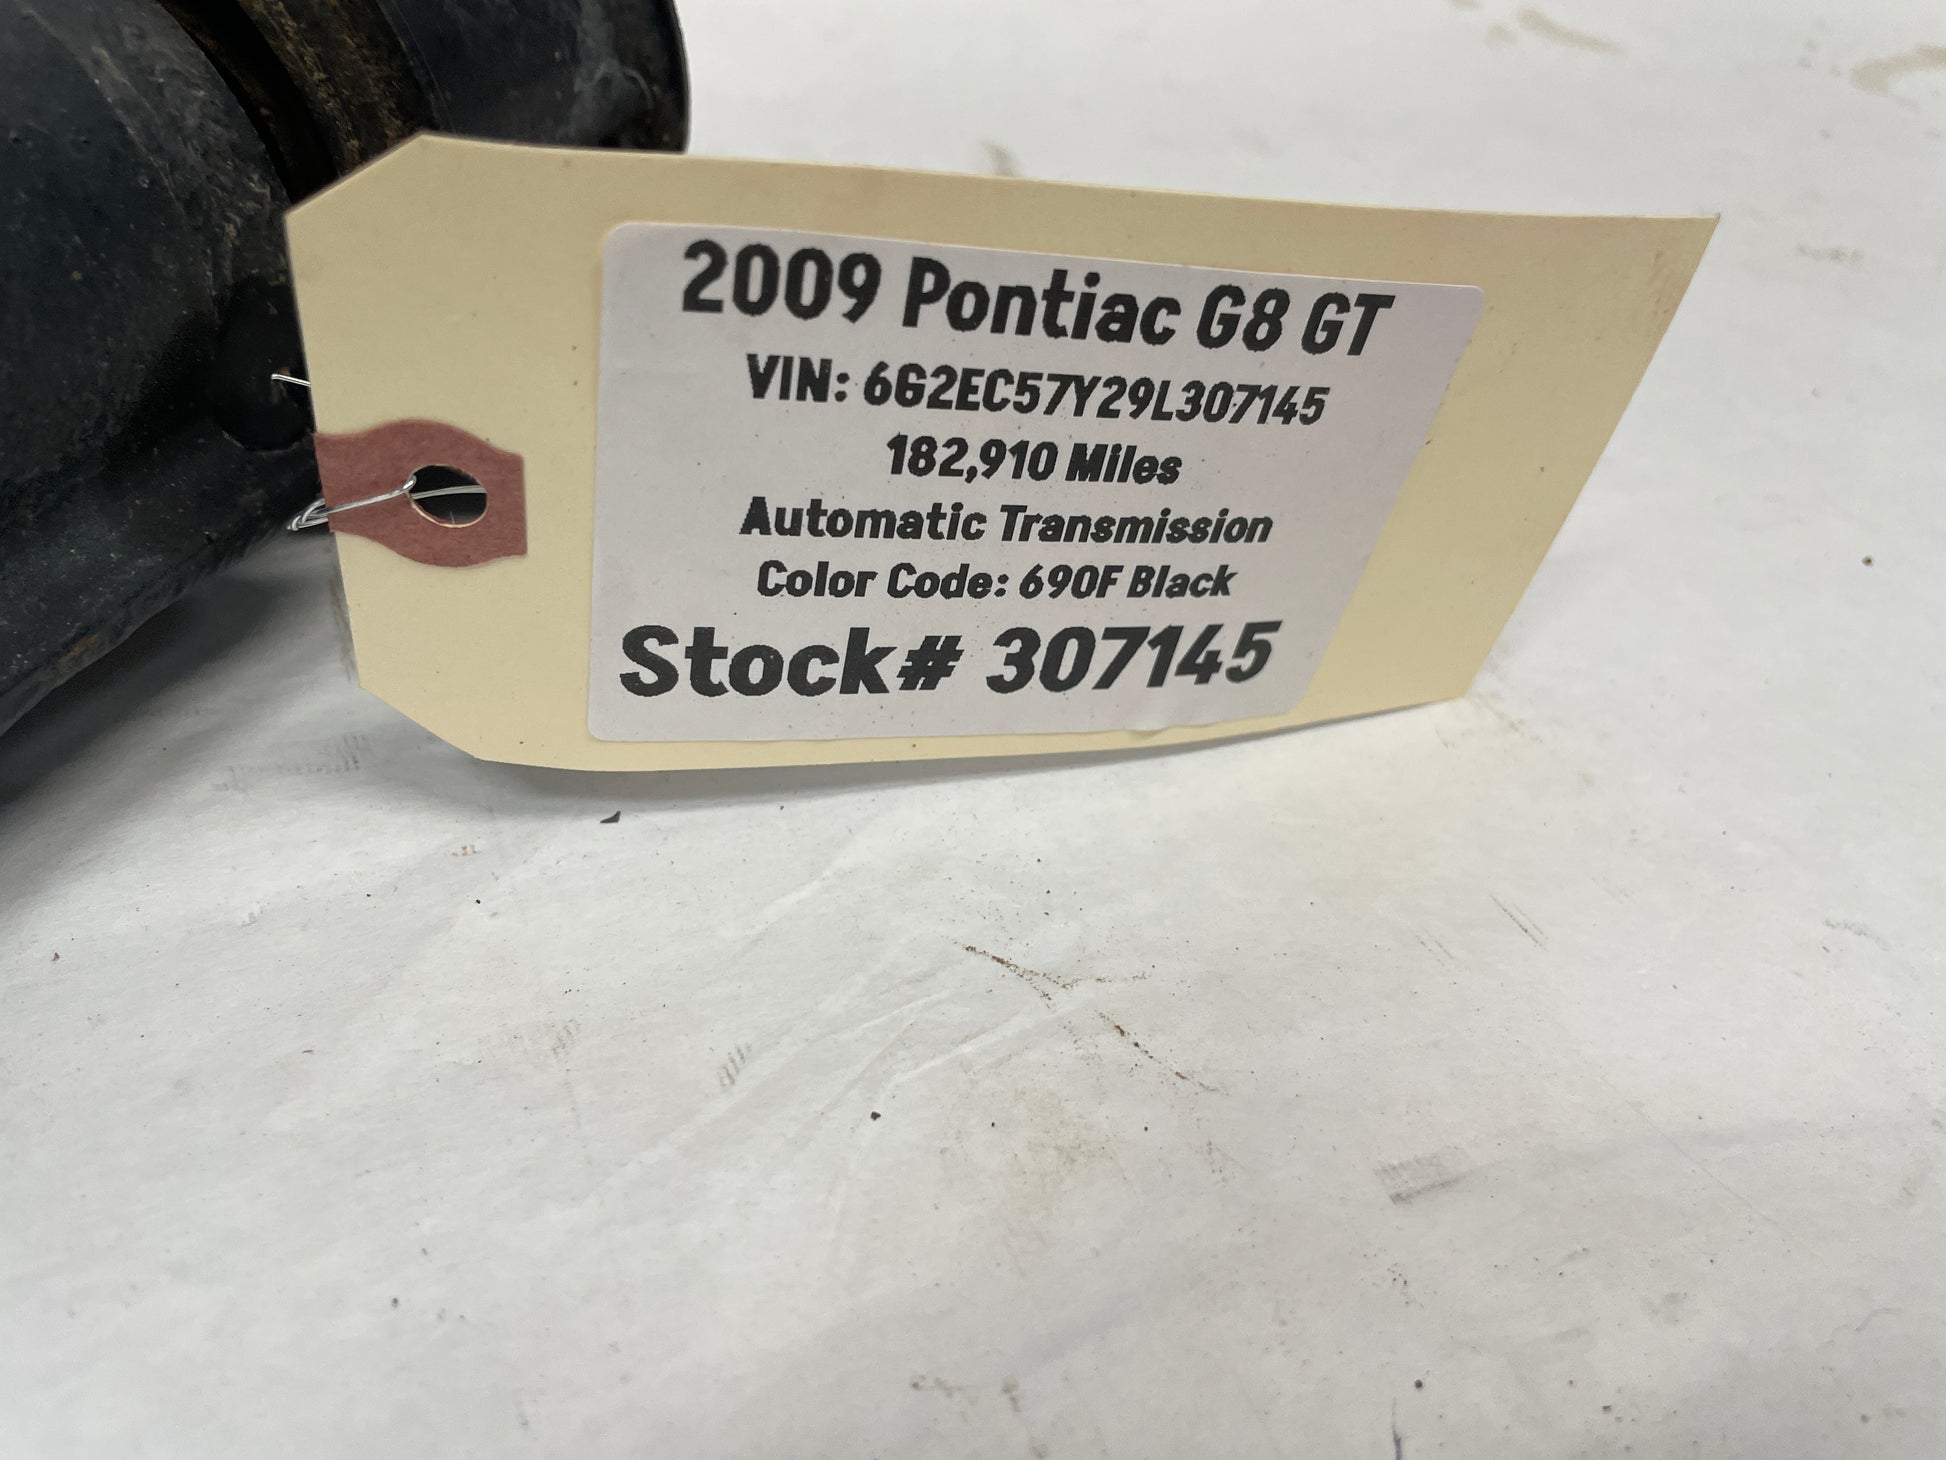 2009 Pontiac G8 GT
VIN: 6G2EC57Y29L307145
182,910 Miles
Automatic Transmission
Color Code: 690F Black
Stock# 307145